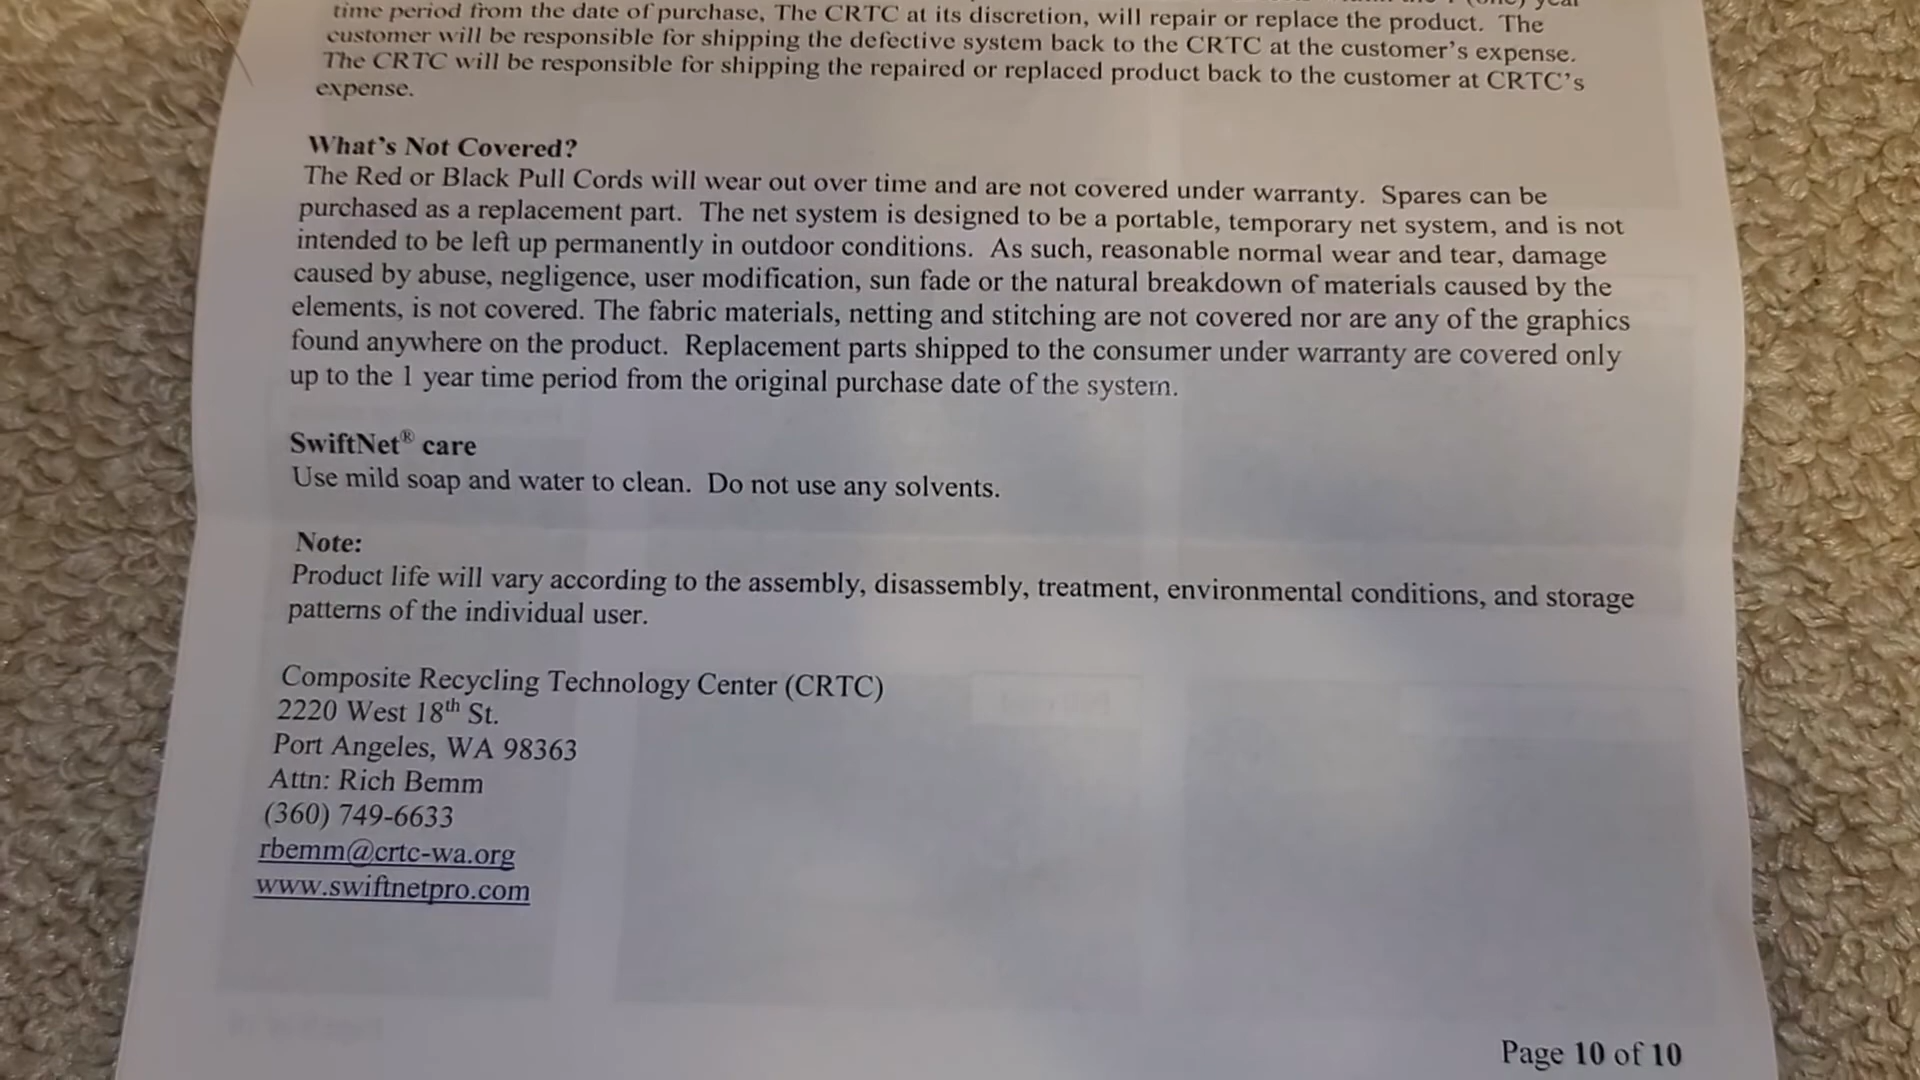 time period from the date of purchase, The CRTC at its discretion, will repair or replace the product. The
customer will be responsible for shipping the defective system back to the CRTC at the customer's expense.
The CRTC will be responsible for shipping the repaired or replaced product back to the customer at CRTC's
expense.
What's Not Covered?
The Red or Black Pull Cords will wear out over time and are not covered under warranty. Spares can be
purchased as a replacement part. The net system is designed to be a portable, temporary net system, and is not
intended to be left up permanently in outdoor conditions. As such, reasonable normal wear and tear, damage
caused by abuse, negligence, user modification, sun fade or the natural breakdown of materials caused by the
elements, is not covered. The fabric materials, netting and stitching are not covered nor are any of the graphics
found anywhere on the product. Replacement parts shipped to the consumer under warranty are covered only
up to the 1 year time period from the original purchase date of the system.
SwiftNet® care
Use mild soap and water to clean. Do not use any solvents.
Note:
Product life will vary according to the assembly, disassembly, treatment, environmental conditions, and storage
patterns of the individual user.
Composite Recycling Technology Center (CRTC)
2220 West 18th St.
Port Angeles, WA 98363
Attn: Rich Bemm
(360) 749-6633
rbemm@crtc-wa.org
www.swiftnetpro.com
Page 10 of 10